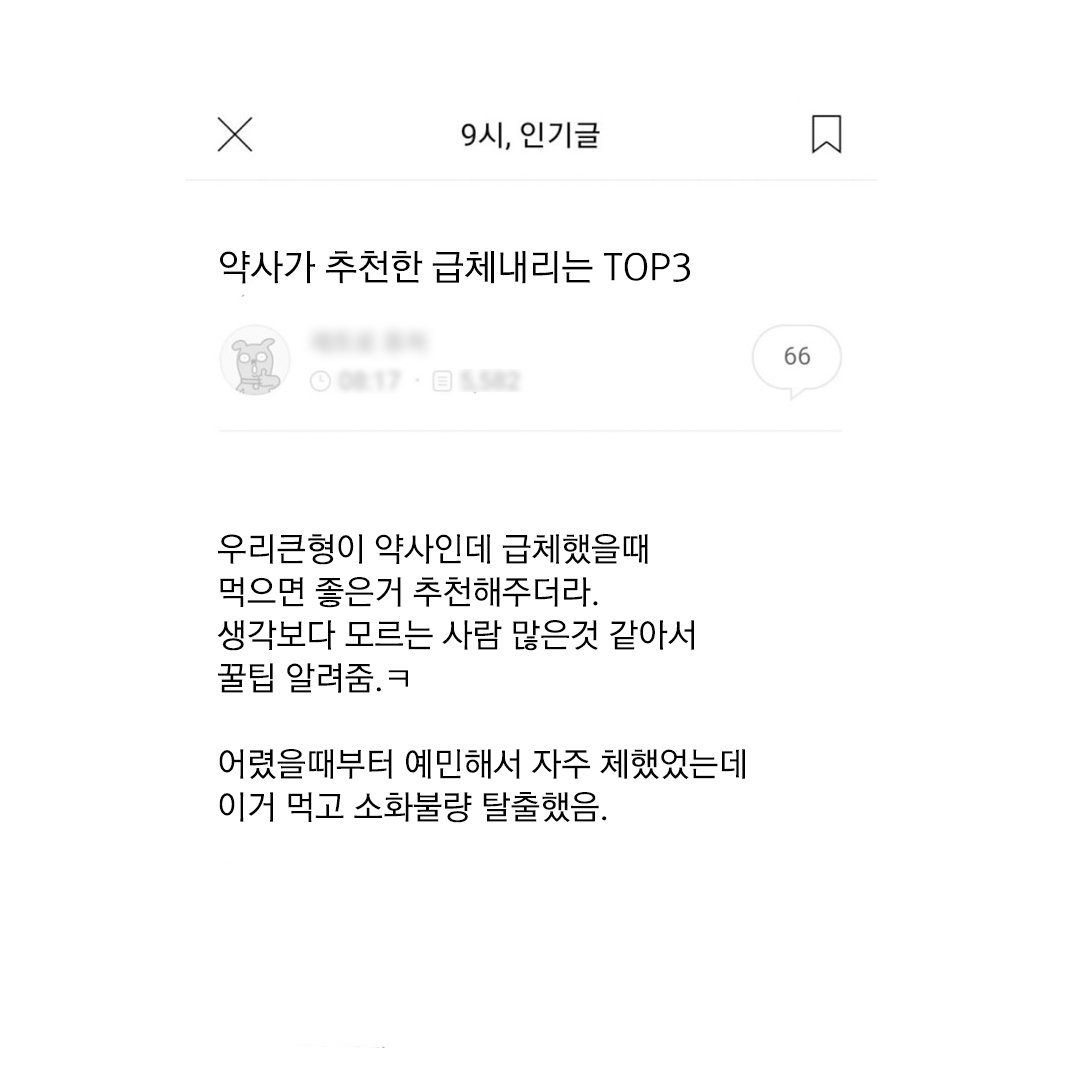 9시, 인기글
약사가 추천한 급체내리는 TOP3
66
우리큰형이 약사인데 급체했을때
먹으면 좋은거 추천해주더라.
생각보다 모르는 사람 많은것 같아서
꿀팁 알려줌.ㅋ
어렸을때부터 예민해서 자주 체했었는데
이거 먹고 소화불량 탈출했음.